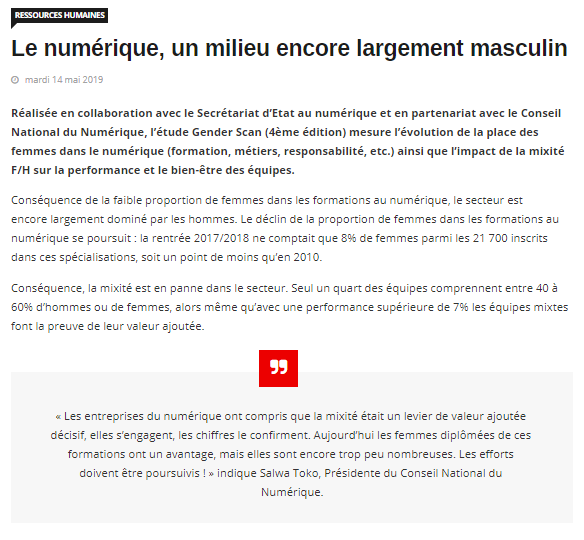 RESSOURCES HUMAINES
Le numérique, un milieu encore largement masculin
mardi 14 mai 2019
Réalisée en collaboration avec le Secrétariat d’Etat au numérique et en partenariat avec le Conseil
National du Numérique, l’étude Gender Scan (4ème édition) mesure l’évolution de la place des
femmes dans le numérique (formation, métiers, responsabilité, etc.) ainsi que l’impact de la mixité
F/H sur la performance et le bien-être des équipes.
Conséquence de la faible proportion de femmes dans les formations au numérique, le secteur est
encore largement dominé par les hommes. Le déclin de la proportion de femmes dans les formations au
numérique se poursuit : la rentrée 2017/2018 ne comptait que 8% de femmes parmi les 21 700 inscrits
dans ces spécialisations, soit un point de moins qu’en 2010.
Conséquence, la mixité est en panne dans le secteur. Seul un quart des équipes comprennent entre 40 à
60% d’hommes ou de femmes, alors même qu’avec une performance supérieure de 7% les équipes mixtes
font la preuve de leur valeur ajoutée.
« Les entreprises du numérique ont compris que la mixité était un levier de valeur ajoutée
décisif, elles s’engagent, les chiffres le confirment. Aujourd’hui les femmes diplômées de ces
formations ont un avantage, mais elles sont encore trop peu nombreuses. Les efforts
doivent être poursuivis ! » indique Salwa Toko, Présidente du Conseil National du
Numérique.